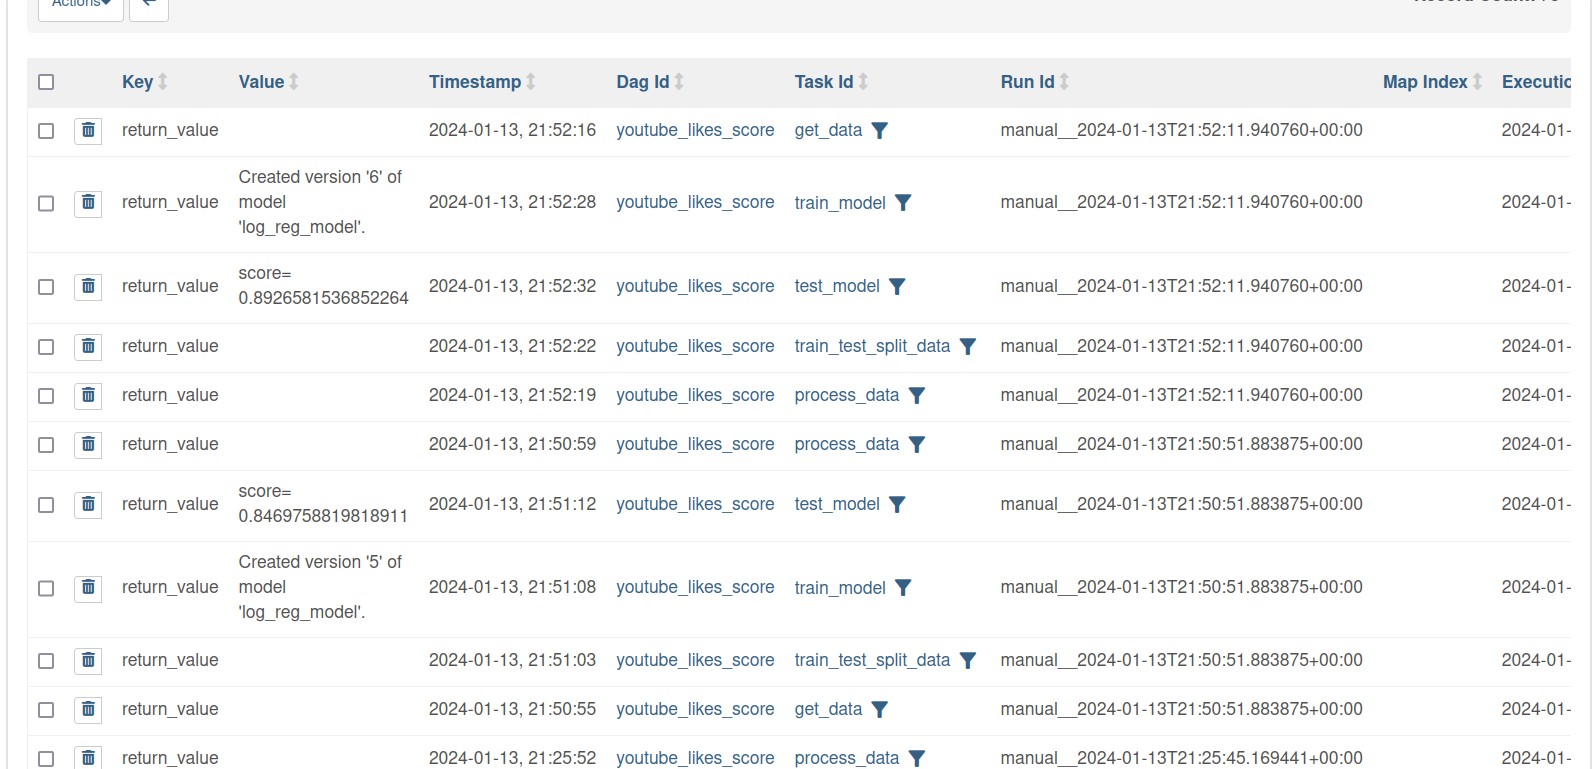 Actions
Key Value Timestamp Dag Id Task Id Run Id Map Index Executio
return_value 2024-01-13, 21:52:16 youtube_likes_score get_data manual__2024-01-13T21:52:11.940760+00:00 2024-01-
Created version '6' of
model
'log_reg_model'.
return_value 2024-01-13, 21:52:28 youtube_likes_score train_model manual__2024-01-13T21:52:11.940760+00:00 2024-01-
score=
0.8926581536852264
return_value 2024-01-13, 21:52:32 youtube_likes_score test_model manual__2024-01-13T21:52:11.940760+00:00 2024-01-
return_value 2024-01-13, 21:52:22 youtube_likes_score train_test_split_data manual__2024-01-13T21:52:11.940760+00:00 2024-01-
return_value 2024-01-13, 21:52:19 youtube_likes_score process_data manual__2024-01-13T21:52:11.940760+00:00 2024-01-
return_value 2024-01-13, 21:50:59 youtube_likes_score process_data manual__2024-01-13T21:50:51.883875+00:00 2024-01-
score=
0.8469758819818911
return_value 2024-01-13, 21:51:12 youtube_likes_score test_model manual__2024-01-13T21:50:51.883875+00:00 2024-01-
Created version '5' of
model
'log_reg_model'.
return_value 2024-01-13, 21:51:08 youtube_likes_score train_model manual__2024-01-13T21:50:51.883875+00:00 2024-01-
return_value 2024-01-13, 21:51:03 youtube_likes_score train_test_split_data manual__2024-01-13T21:50:51.883875+00:00 2024-01-
return_value 2024-01-13, 21:50:55 youtube_likes_score get_data manual__2024-01-13T21:50:51.883875+00:00 2024-01-
return_value 2024-01-13, 21:25:52 youtube_likes_score process_data manual__2024-01-13T21:25:45.169441+00:00 2024-01-